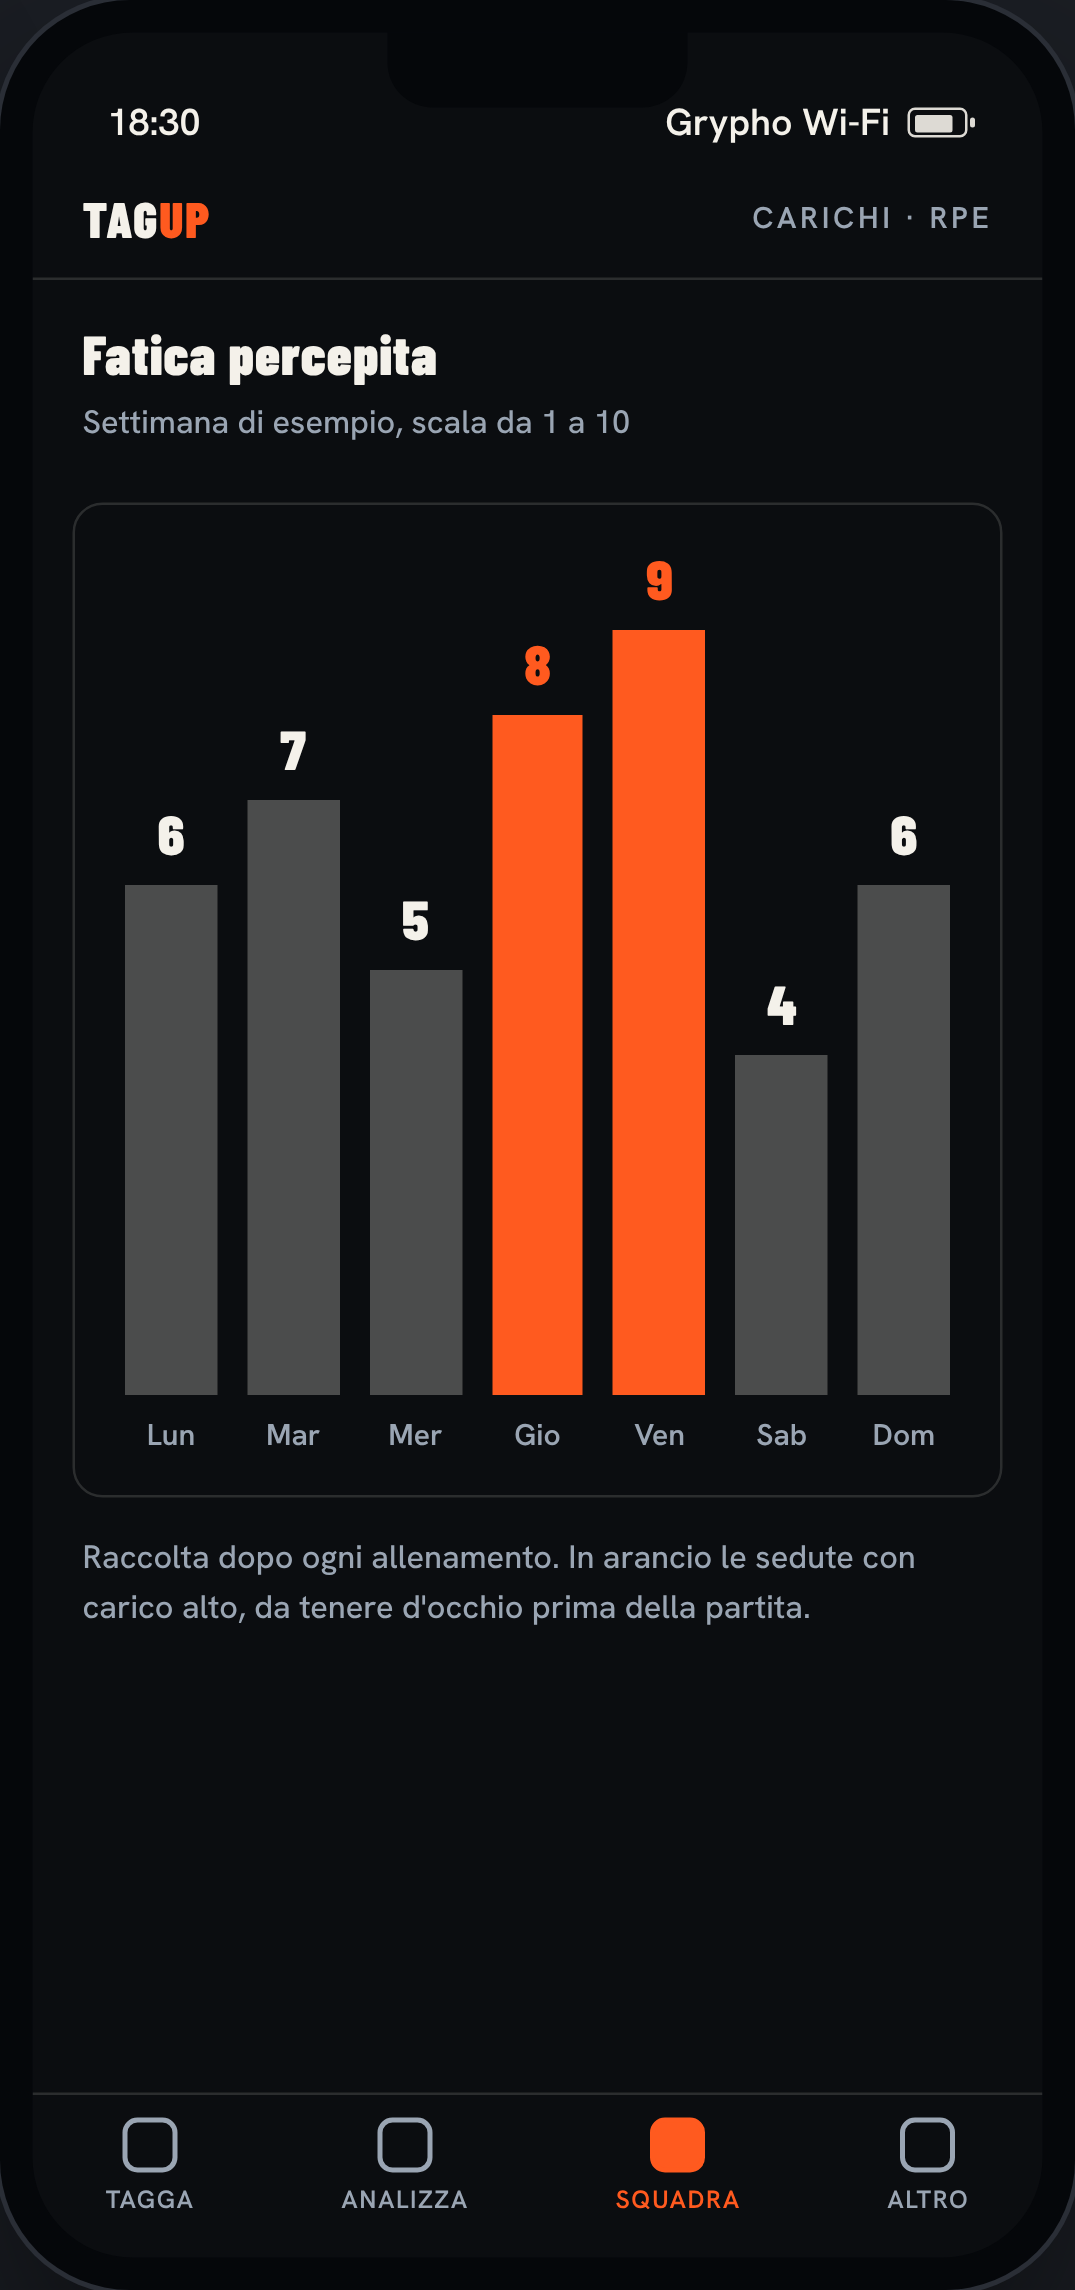 18:30
Grypho Wi-Fi
TAGUP
CARICHI · RPE
Fatica percepita
Settimana di esempio, scala da 1 a 10
6
7
5
8
9
4
6
Lun
Mar
Mer
Gio
Ven
Sab
Dom
Raccolta dopo ogni allenamento. In arancio le sedute con
carico alto, da tenere d'occhio prima della partita.
TAGGA
ANALIZZA
SQUADRA
ALTRO